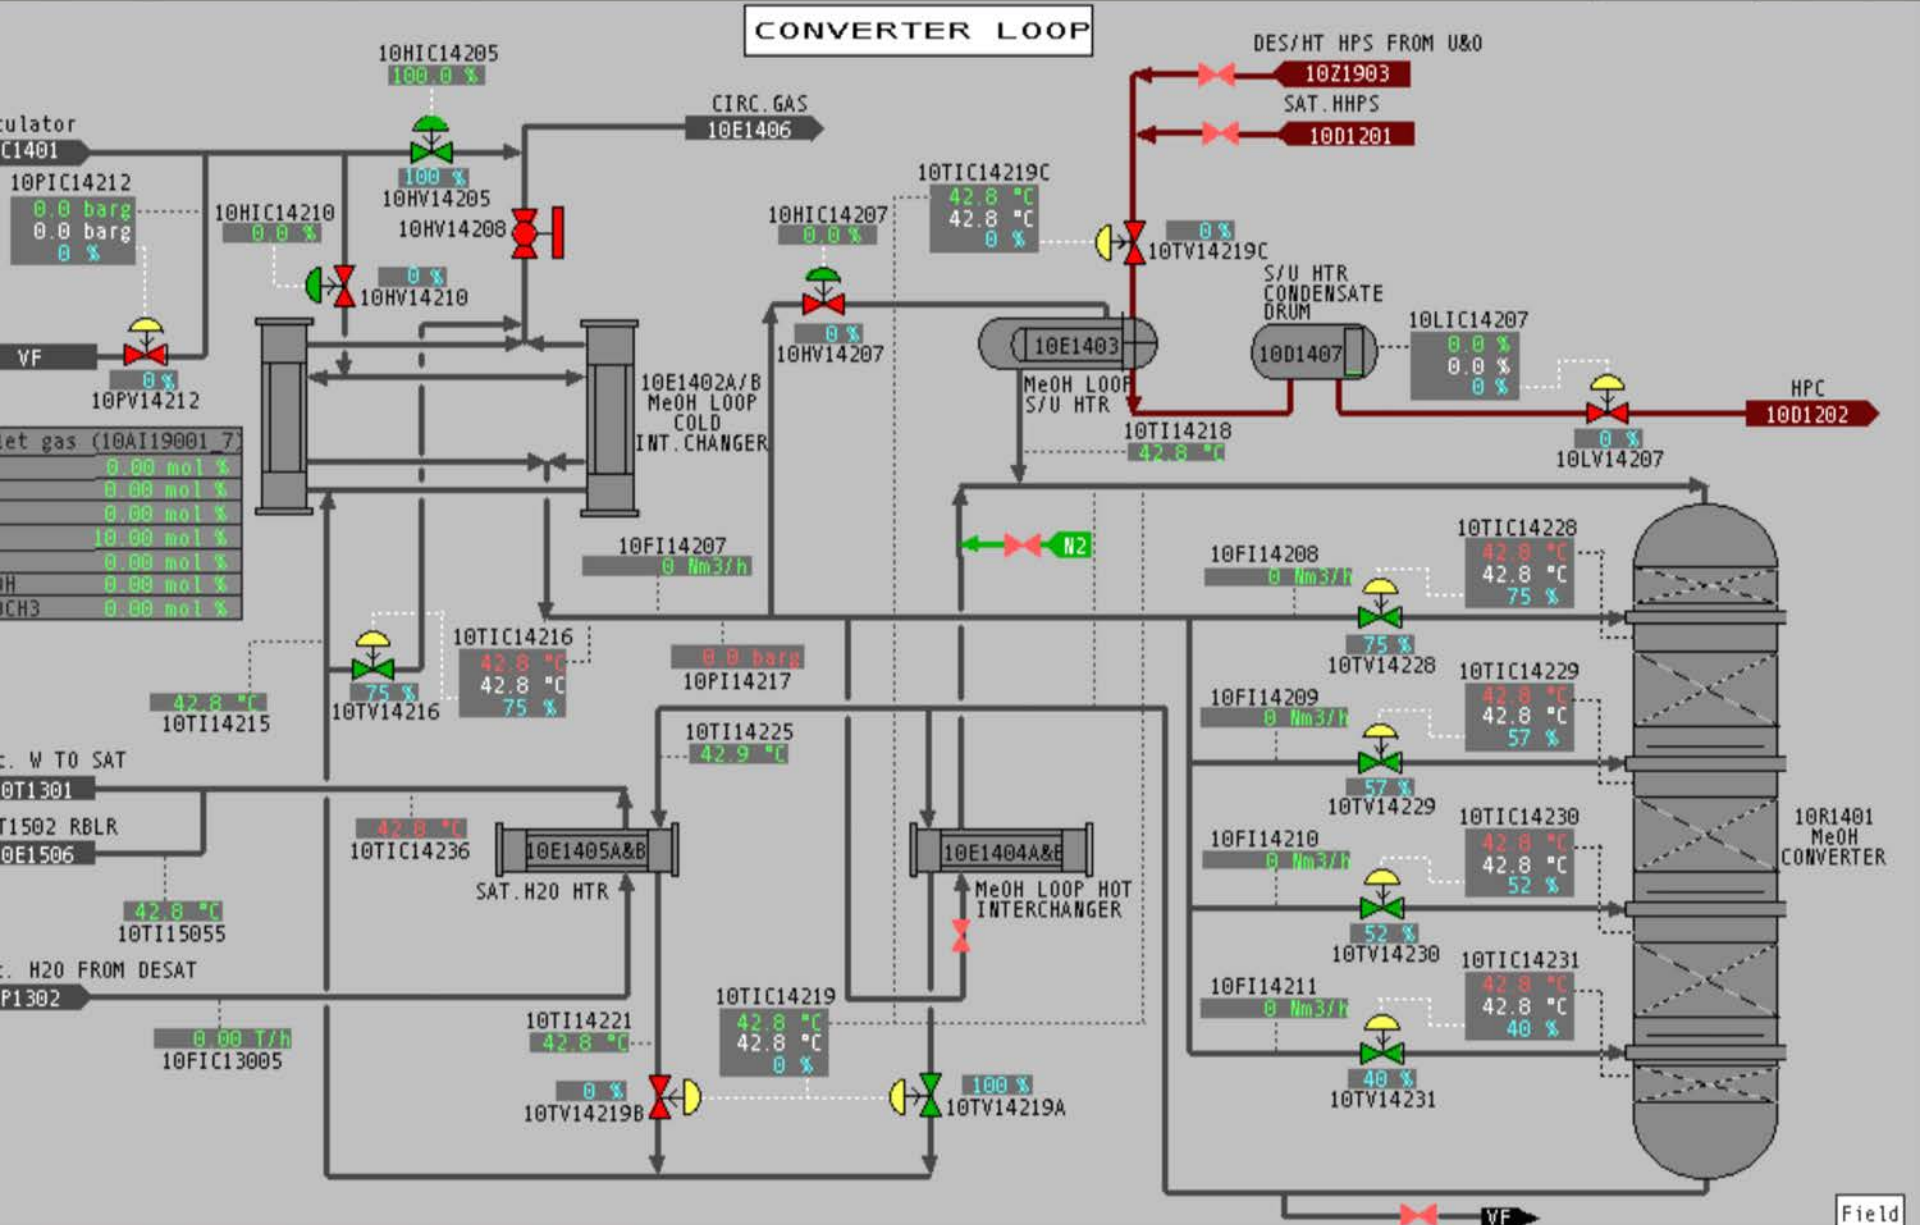 CONVERTER LOOP
10HIC14205
100.0 %
100 %
10HV14205
culator
C1401
10PIC14212
0.0 barg
0.0 barg
0 %
10HIC14210
0.0 %
0 %
10HV14210
10HV14208
CIRC.GAS
10E1406
VF
0 %
10PV14212
10E1402A/B
MeOH LOOP
COLD
INT.CHANGER
let gas (10AI19001_7)
0.00 mol %
0.00 mol %
0.00 mol %
10.00 mol %
0.00 mol %
OH 0.00 mol %
OCH3 0.00 mol %
DES/HT HPS FROM U&O
10Z1903
SAT.HHPS
10D1201
10TIC14219C
42.8 °C
42.8 °C
0 %
0 %
10TV14219C
10HIC14207
0.0 %
0 %
10HV14207
10E1403
MeOH LOOP
S/U HTR
S/U HTR
CONDENSATE
DRUM
10D1407
10LIC14207
0.0 %
0.0 %
0 %
0 %
10LV14207
HPC
10D1202
10TI14218
42.8 °C
N2
10FI14207
0 Nm3/h
0.0 barg
10PI14217
10TIC14216
42.8 °C
42.8 °C
75 %
75 %
10TV14216
42.8 °C
10TI14215
10TI14225
42.9 °C
c. W TO SAT
0T1301
T1502 RBLR
0E1506
42.8 °C
10TIC14236
42.8 °C
10TI15055
c. H2O FROM DESAT
P1302
0.00 T/h
10FIC13005
10E1405A&B
SAT.H2O HTR
10E1404A&B
MeOH LOOP HOT
INTERCHANGER
10TI14221
42.8 °C
10TIC14219
42.8 °C
42.8 °C
0 %
0 %
10TV14219B
100 %
10TV14219A
10FI14208
0 Nm3/h
10TIC14228
42.8 °C
42.8 °C
75 %
75 %
10TV14228
10FI14209
0 Nm3/h
10TIC14229
42.8 °C
42.8 °C
57 %
57 %
10TV14229
10FI14210
0 Nm3/h
10TIC14230
42.8 °C
42.8 °C
52 %
52 %
10TV14230
10FI14211
0 Nm3/h
10TIC14231
42.8 °C
42.8 °C
40 %
40 %
10TV14231
10R1401
MeOH
CONVERTER
VF
Field